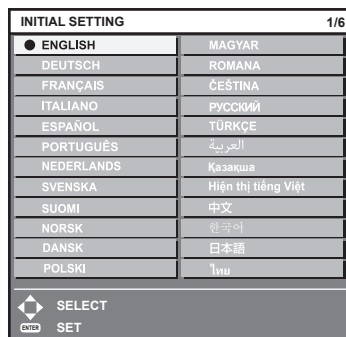 INITIAL SETTING 1/6
ENGLISH
DEUTSCH
FRANÇAIS
ITALIANO
ESPAÑOL
PORTUGUÊS
NEDERLANDS
SVENSKA
SUOMI
NORSK
DANSK
POLSKI
MAGYAR
ROMANA
ČEŠTINA
РУССКИЙ
TÜRKÇE
العربية
Қазақша
Hiện thị tiếng Việt
中文
한국어
日本語
ไทย
SELECT
ENTER SET